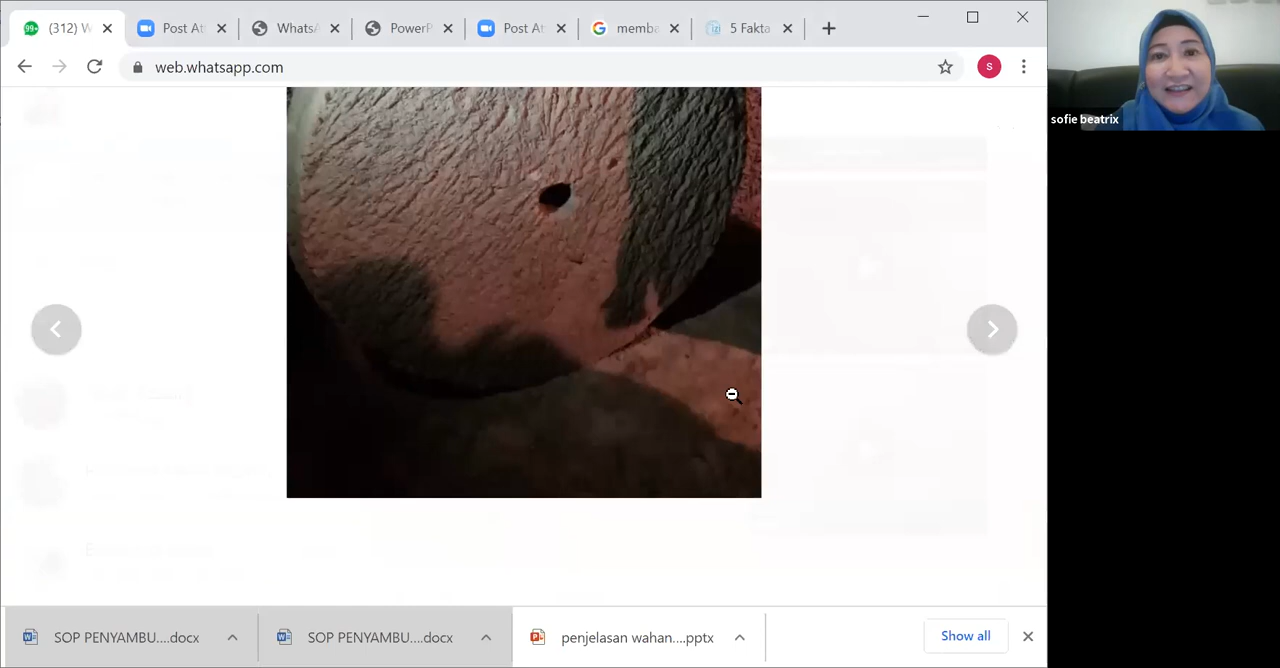 99+ (312) W
Post At
WhatsA
PowerP
Post At
memba
5 Fakta
web.whatsapp.com
S
sofie beatrix
SOP PENYAMBU....docx
SOP PENYAMBU....docx
penjelasan wahan....pptx
Show all